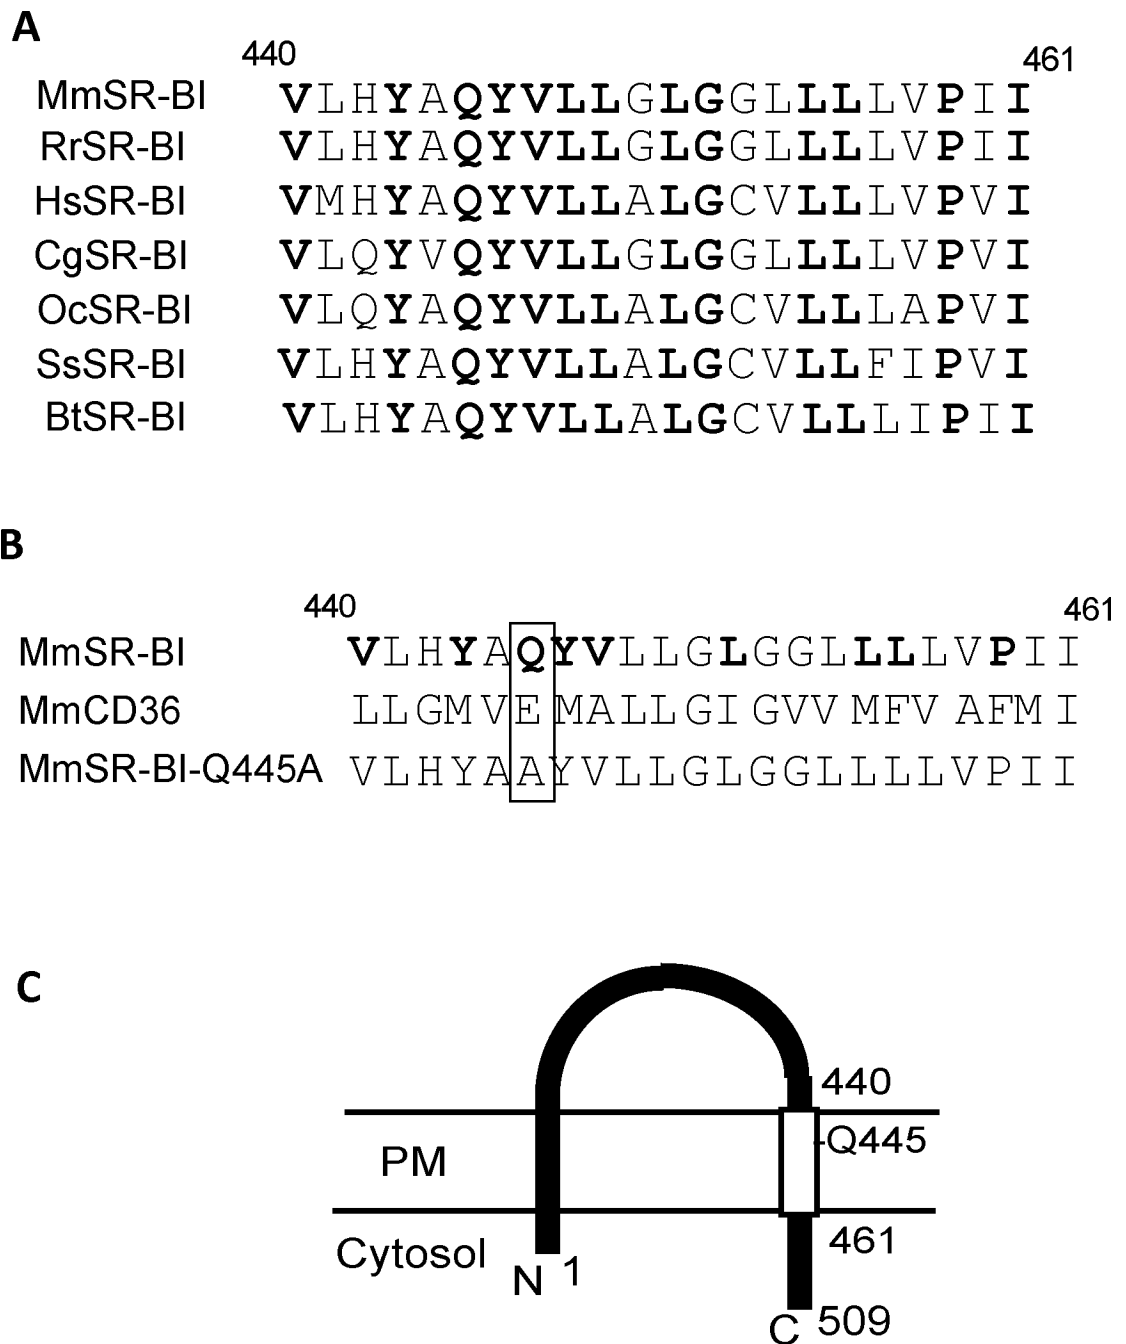 A
440 461
MmSR-BI VLHYAQYVLLGLGGLLLLVPII
RrSR-BI VLHYAQYVLLGLGGLLLLVPII
HsSR-BI VMHYAQYVLLALGCVLLLVPVI
CgSR-BI VLQYVQYVLLGLGGLLLLVPVI
OcSR-BI VLQYAQYVLLALGCVLLLAPVI
SsSR-BI VLHYAQYVLLALGCVLLFIPVI
BtSR-BI VLHYAQYVLLALGCVLLLIPII
B
440 461
MmSR-BI VLHYAQYVLLGLGGLLLLVPII
MmCD36 LLGMVEMALLGIGVVMFVAFMI
MmSR-BI-Q445A VLHYAAYVLLGLGGLLLLVPII
C
440
-Q445
PM
461
Cytosol
N 1
C 509